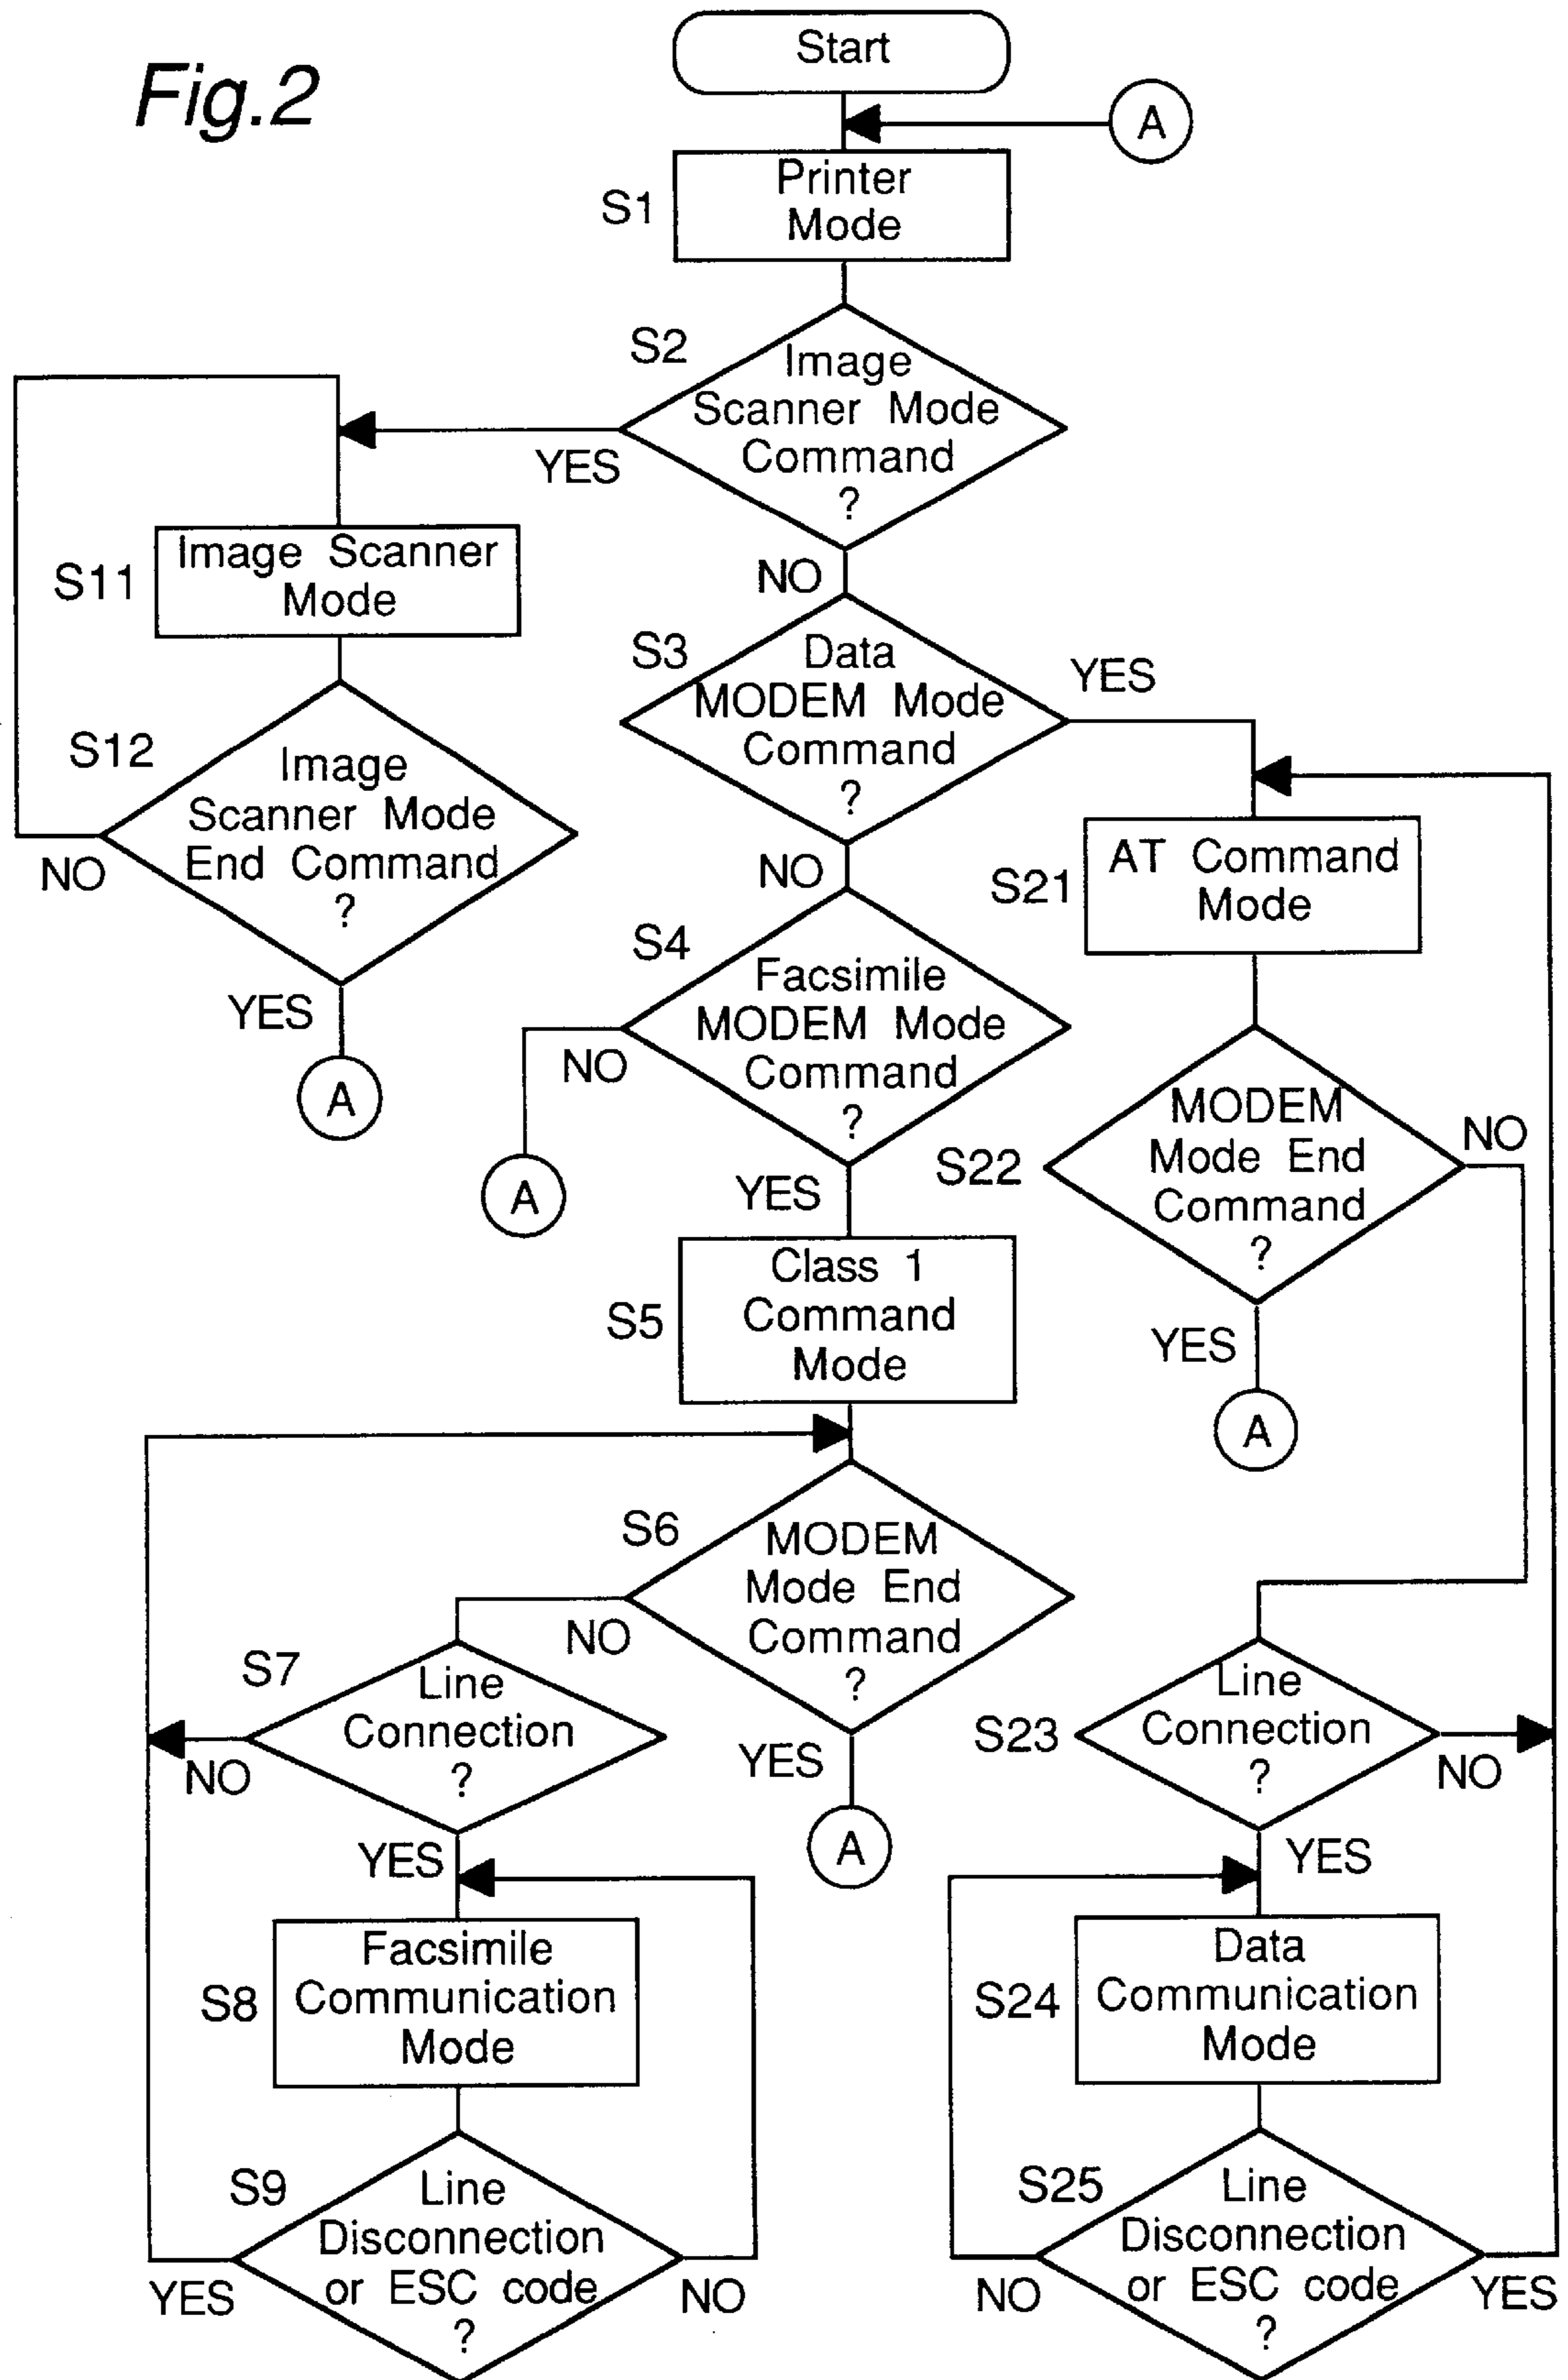 Fig.2
Start
A
S1
Printer
Mode
S2
Image
Scanner Mode
Command
?
YES
NO
S11
Image Scanner
Mode
S12
Image
Scanner Mode
End Command
?
NO
YES
A
S3
Data
MODEM Mode
Command
?
YES
NO
S4
Facsimile
MODEM Mode
Command
?
NO
A
YES
S21
AT Command
Mode
S22
MODEM
Mode End
Command
?
NO
YES
A
S5
Class 1
Command
Mode
S6
MODEM
Mode End
Command
?
NO
YES
A
S7
Line
Connection
?
NO
YES
S8
Facsimile
Communication
Mode
S9
Line
Disconnection
or ESC code
?
YES
NO
S23
Line
Connection
?
NO
YES
S24
Data
Communication
Mode
S25
Line
Disconnection
or ESC code
?
NO
YES